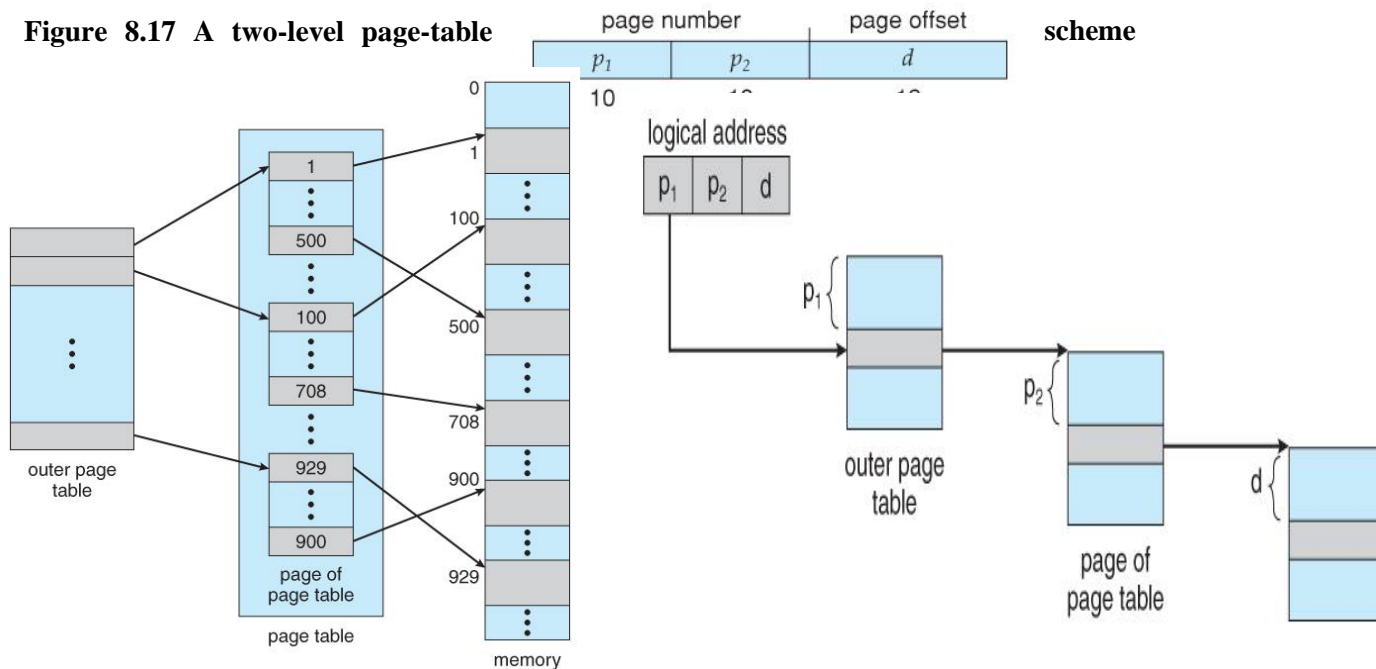 Figure 8.17 A two-level page-table scheme
page number page offset
p1 p2 d
10
logical address
p1 p2 d
0
1
100
500
708
900
929
memory
1
500
100
708
929
900
page of
page table
page table
outer page
table
p1
outer page
table
p2
page of
page table
d